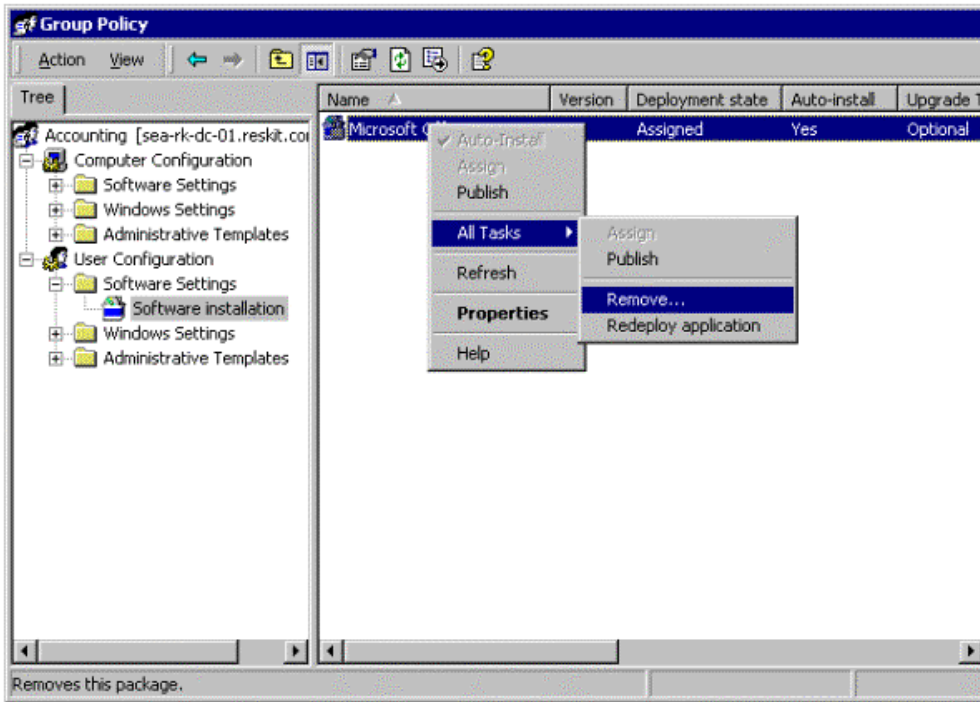 Group Policy
Action View
Tree
Name Version Deployment state Auto-install Upgrade
Accounting [sea-rk-dc-01.reskit.co
Microsoft Assigned Yes Optional
Computer Configuration
Software Settings
Windows Settings
Administrative Templates
User Configuration
Software Settings
Software installation
Windows Settings
Administrative Templates
Auto-Install
Assign
Publish
All Tasks
Refresh
Properties
Help
Assign
Publish
Remove...
Redeploy application
Removes this package.